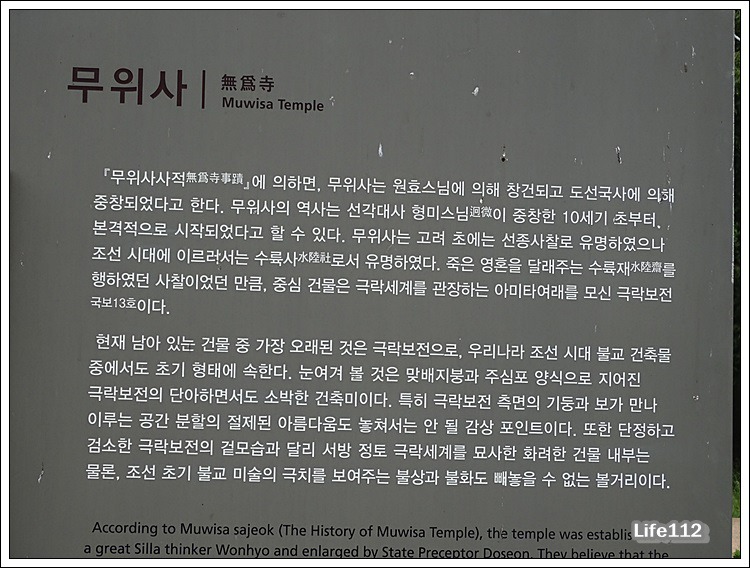 무위사 | 無爲寺
Muwisa Temple
『무위사사적無爲寺事蹟』에 의하면, 무위사는 원효스님에 의해 창건되고 도선국사에 의해
중창되었다고 한다. 무위사의 역사는 선각대사 형미스님迥微이 중창한 10세기 초부터
본격적으로 시작되었다고 할 수 있다. 무위사는 고려 초에는 선종사찰로 유명하였으나
조선 시대에 이르러서는 수륙사水陸社로서 유명하였다. 죽은 영혼을 달래주는 수륙재水陸齋를
행하였던 사찰이었던 만큼, 중심 건물은 극락세계를 관장하는 아미타여래를 모신 극락보전
국보13호이다.
현재 남아 있는 건물 중 가장 오래된 것은 극락보전으로, 우리나라 조선 시대 불교 건축물
중에서도 초기 형태에 속한다. 눈여겨 볼 것은 맞배지붕과 주심포 양식으로 지어진
극락보전의 단아하면서도 소박한 건축미이다. 특히 극락보전 측면의 기둥과 보가 만나
이루는 공간 분할의 절제된 아름다움도 놓쳐서는 안 될 감상 포인트이다. 또한 단정하고
검소한 극락보전의 겉모습과 달리 서방 정토 극락세계를 묘사한 화려한 건물 내부는
물론, 조선 초기 불교 미술의 극치를 보여주는 불상과 불화도 빼놓을 수 없는 볼거리이다.
According to Muwisa sajeok (The History of Muwisa Temple), the temple was establis
a great Silla thinker Wonhyo and enlarged by State Preceptor Doseon. They believe that the
Life112